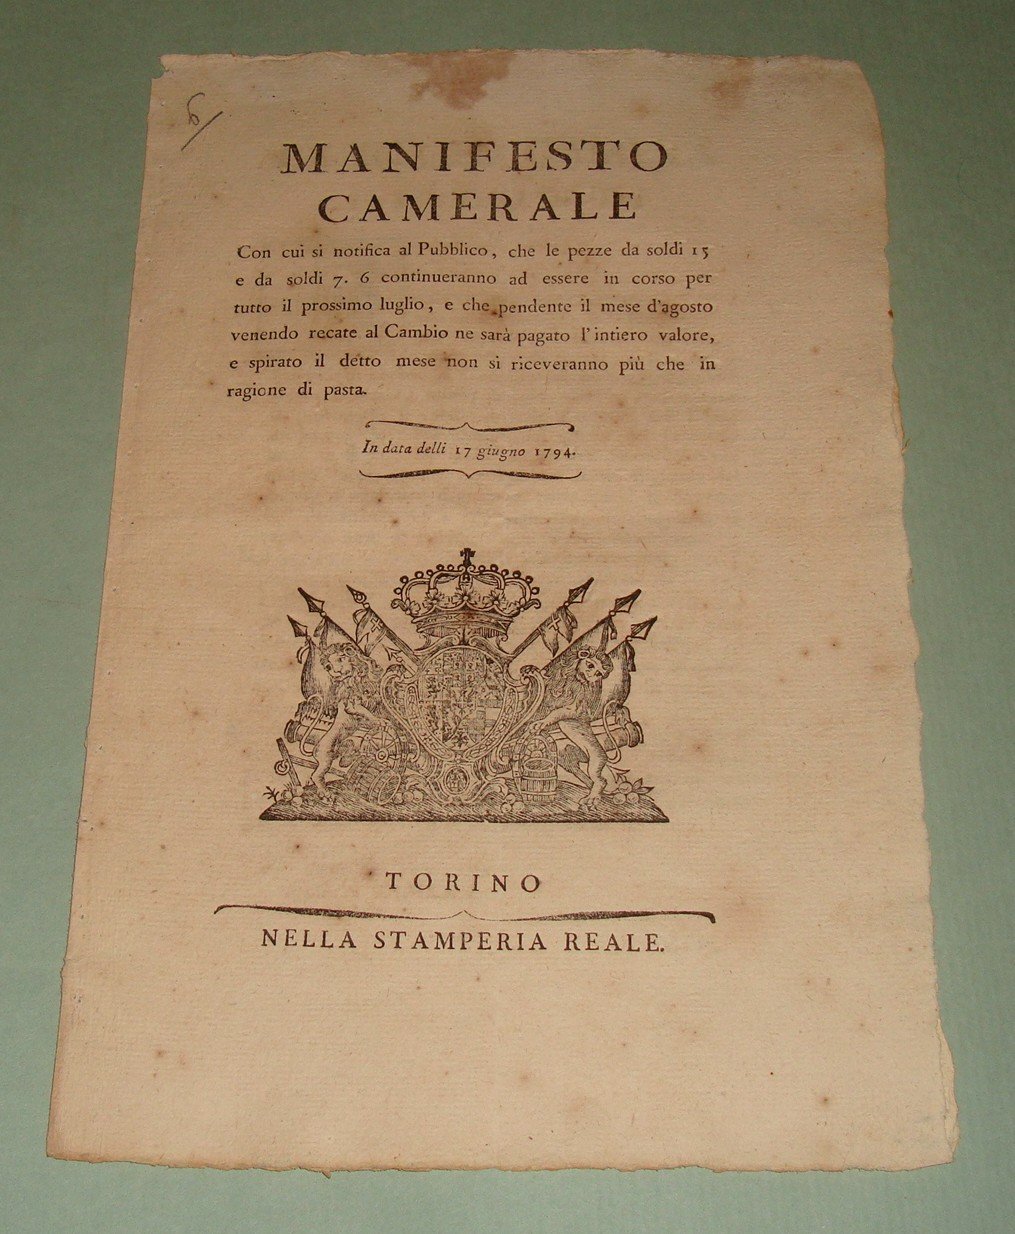 6
MANIFESTO
CAMERALE
Con cui si notifica al Pubblico, che le pezze da soldi 15
e da soldi 7. 6 continueranno ad essere in corso per
tutto il prossimo luglio, e che pendente il mese d'agosto
venendo recate al Cambio ne sarà pagato l'intiero valore,
e spirato il detto mese non si riceveranno più che in
ragione di pasta.
In data delli 17 giugno 1794.
TORINO
NELLA STAMPERIA REALE.